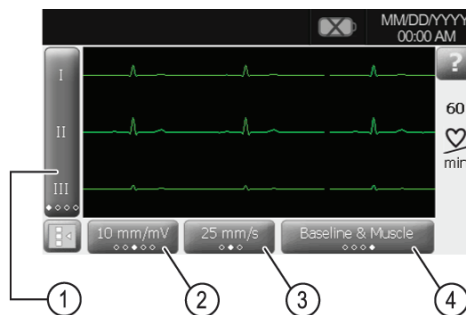 MM/DD/YYYY
00:00 AM
?
I
II
III
60
min
10 mm/mV
25 mm/s
Baseline & Muscle
1
2
3
4